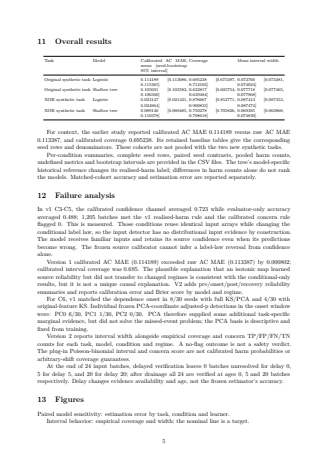 11 Overall results
Task Model Calibrated AC MAE, Coverage Mean interval width
mean [seed-bootstrap
95% interval]
Original synthetic task Logistic 0.114189
Original synthetic task Shallow tree
SDR synthetic task Logistic
SDR synthetic task Shallow tree
For context, the earlier study reported calibrated AC MAE 0.114189 versus raw AC MAE
0.113387, and calibrated coverage 0.695238. Its immutable baseline tables give the corresponding
seed rows and denominators. These cohorts are not pooled with the two new synthetic tasks.
Per-condition summaries, complete seed rows, paired seed contrasts, pooled harm counts,
undefined metrics and bootstrap intervals are provided in the CSV files. The tree's model-specific
historical reference changes its realised-harm label; differences in harm counts alone do not rank
the models. Matched-cohort accuracy and estimation error are reported separately.
12 Failure analysis
In v1 C3-C5, the calibrated confidence channel averaged 0.723 while evaluator-only accuracy
averaged 0.488; 1,205 batches met the v1 realised-harm rule and the calibrated concern rule
flagged 0. This is measured. Those conditions reuse identical input arrays while changing the
conditional label law, so the input detector has no distributional input evidence by construction.
The model receives familiar inputs and retains its source confidence even when its predictions
become wrong. The frozen source calibrator cannot infer a label-law reversal from confidence
alone.
Version 1 calibrated AC MAE (0.114189) exceeded raw AC MAE (0.113387) by 0.000802;
calibrated interval coverage was 0.695. The plausible explanation that an isotonic map learned
source reliability but did not transfer to changed regimes is consistent with the conditional-only
results, but it is not a unique causal explanation. V2 adds pre/onset/post/recovery reliability
summaries and reports calibration error and Brier score by model and regime.
For C6, v1 matched the dependence onset in 8/30 seeds with full KS/PCA and 4/30 with
original-feature KS. Individual frozen PCA-coordinate adjusted-p detections in the onset window
were: PC0 6/30, PC1 1/30, PC2 0/30. PCA therefore supplied some additional task-specific
marginal evidence, but did not solve the missed-event problem; the PCA basis is descriptive and
fixed from training.
Version 2 reports interval width alongside empirical coverage and concern TP/FP/FN/TN
counts for each task, model, condition and regime. A no-flag outcome is not a safety verdict.
The plug-in Poisson-binomial interval and concern score are not calibrated harm probabilities or
arbitrary-shift coverage guarantees.
At the end of 24 input batches, delayed verification leaves 0 batches unresolved for delay 0,
5 for delay 5, and 20 for delay 20; after drainage all 24 are verified at ages 0, 5 and 20 batches
respectively. Delay changes evidence availability and age, not the frozen estimator's accuracy.
13 Figures
Paired model sensitivity: estimation error by task, condition and learner.
Interval behavior: empirical coverage and width; the nominal line is a target.
5